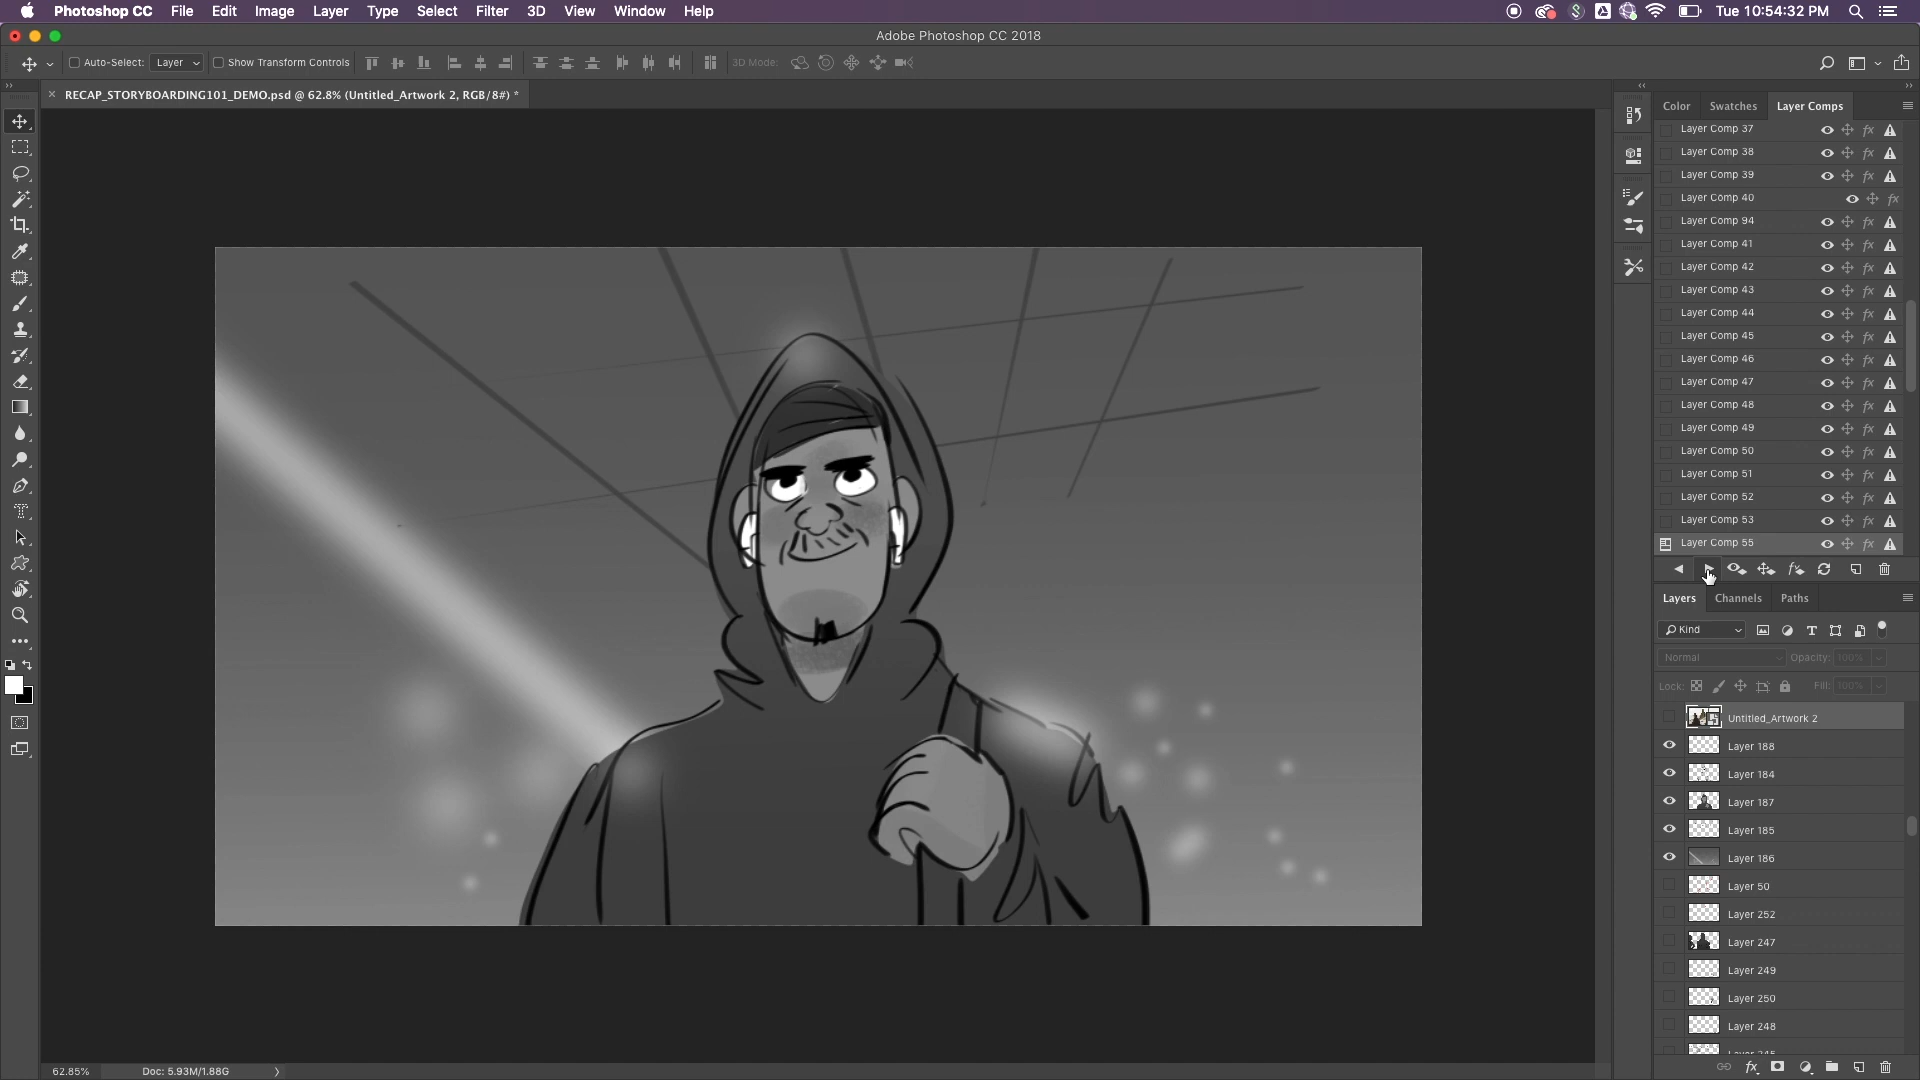 Photoshop CC File Edit Image Layer Type Select Filter 3D View Window Help Tue 10:54:32 PM
Adobe Photoshop CC 2018
Auto-Select: Layer Show Transform Controls 3D Mode:
× RECAP_STORYBOARDING101_DEMO.psd @ 62.8% (Untitled_Artwork 2, RGB/8#) *
Color Swatches Layer Comps
Layer Comp 37
Layer Comp 38
Layer Comp 39
Layer Comp 40
Layer Comp 94
Layer Comp 41
Layer Comp 42
Layer Comp 43
Layer Comp 44
Layer Comp 45
Layer Comp 46
Layer Comp 47
Layer Comp 48
Layer Comp 49
Layer Comp 50
Layer Comp 51
Layer Comp 52
Layer Comp 53
Layer Comp 55
Layers Channels Paths
Kind
Normal Opacity: 100%
Lock: Fill: 100%
Untitled_Artwork 2
Layer 188
Layer 184
Layer 187
Layer 185
Layer 186
Layer 50
Layer 252
Layer 247
Layer 249
Layer 250
Layer 248
62.85% Doc: 5.93M/1.88G